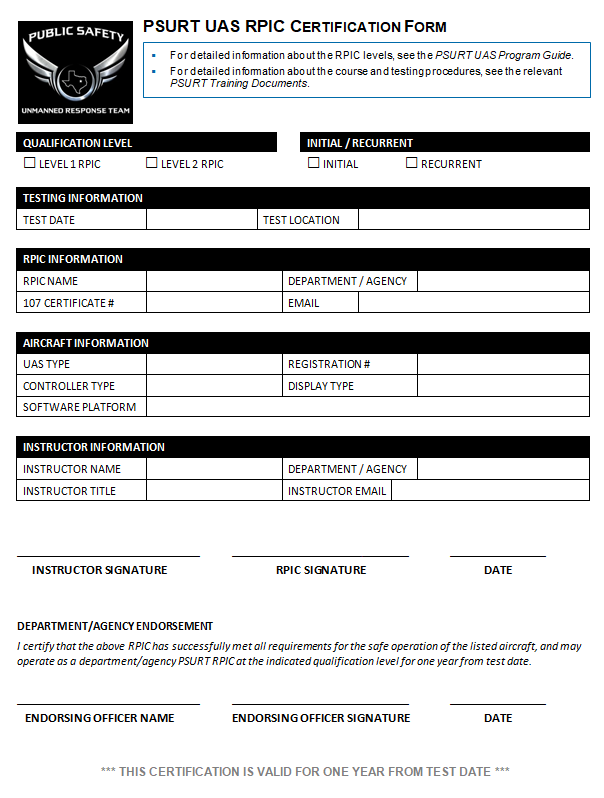 PUBLIC SAFETY
UNMANNED RESPONSE TEAM
PSURT UAS RPIC CERTIFICATION FORM
▪ For detailed information about the RPIC levels, see the PSURT UAS Program Guide.
▪ For detailed information about the course and testing procedures, see the relevant
PSURT Training Documents.
QUALIFICATION LEVEL INITIAL / RECURRENT
☐ LEVEL 1 RPIC ☐ LEVEL 2 RPIC ☐ INITIAL ☐ RECURRENT
TESTING INFORMATION
TEST DATE TEST LOCATION
RPIC INFORMATION
RPIC NAME DEPARTMENT / AGENCY
107 CERTIFICATE # EMAIL
AIRCRAFT INFORMATION
UAS TYPE REGISTRATION #
CONTROLLER TYPE DISPLAY TYPE
SOFTWARE PLATFORM
INSTRUCTOR INFORMATION
INSTRUCTOR NAME DEPARTMENT / AGENCY
INSTRUCTOR TITLE INSTRUCTOR EMAIL
INSTRUCTOR SIGNATURE RPIC SIGNATURE DATE
DEPARTMENT/AGENCY ENDORSEMENT
I certify that the above RPIC has successfully met all requirements for the safe operation of the listed aircraft, and may
operate as a department/agency PSURT RPIC at the indicated qualification level for one year from test date.
ENDORSING OFFICER NAME ENDORSING OFFICER SIGNATURE DATE
*** THIS CERTIFICATION IS VALID FOR ONE YEAR FROM TEST DATE ***